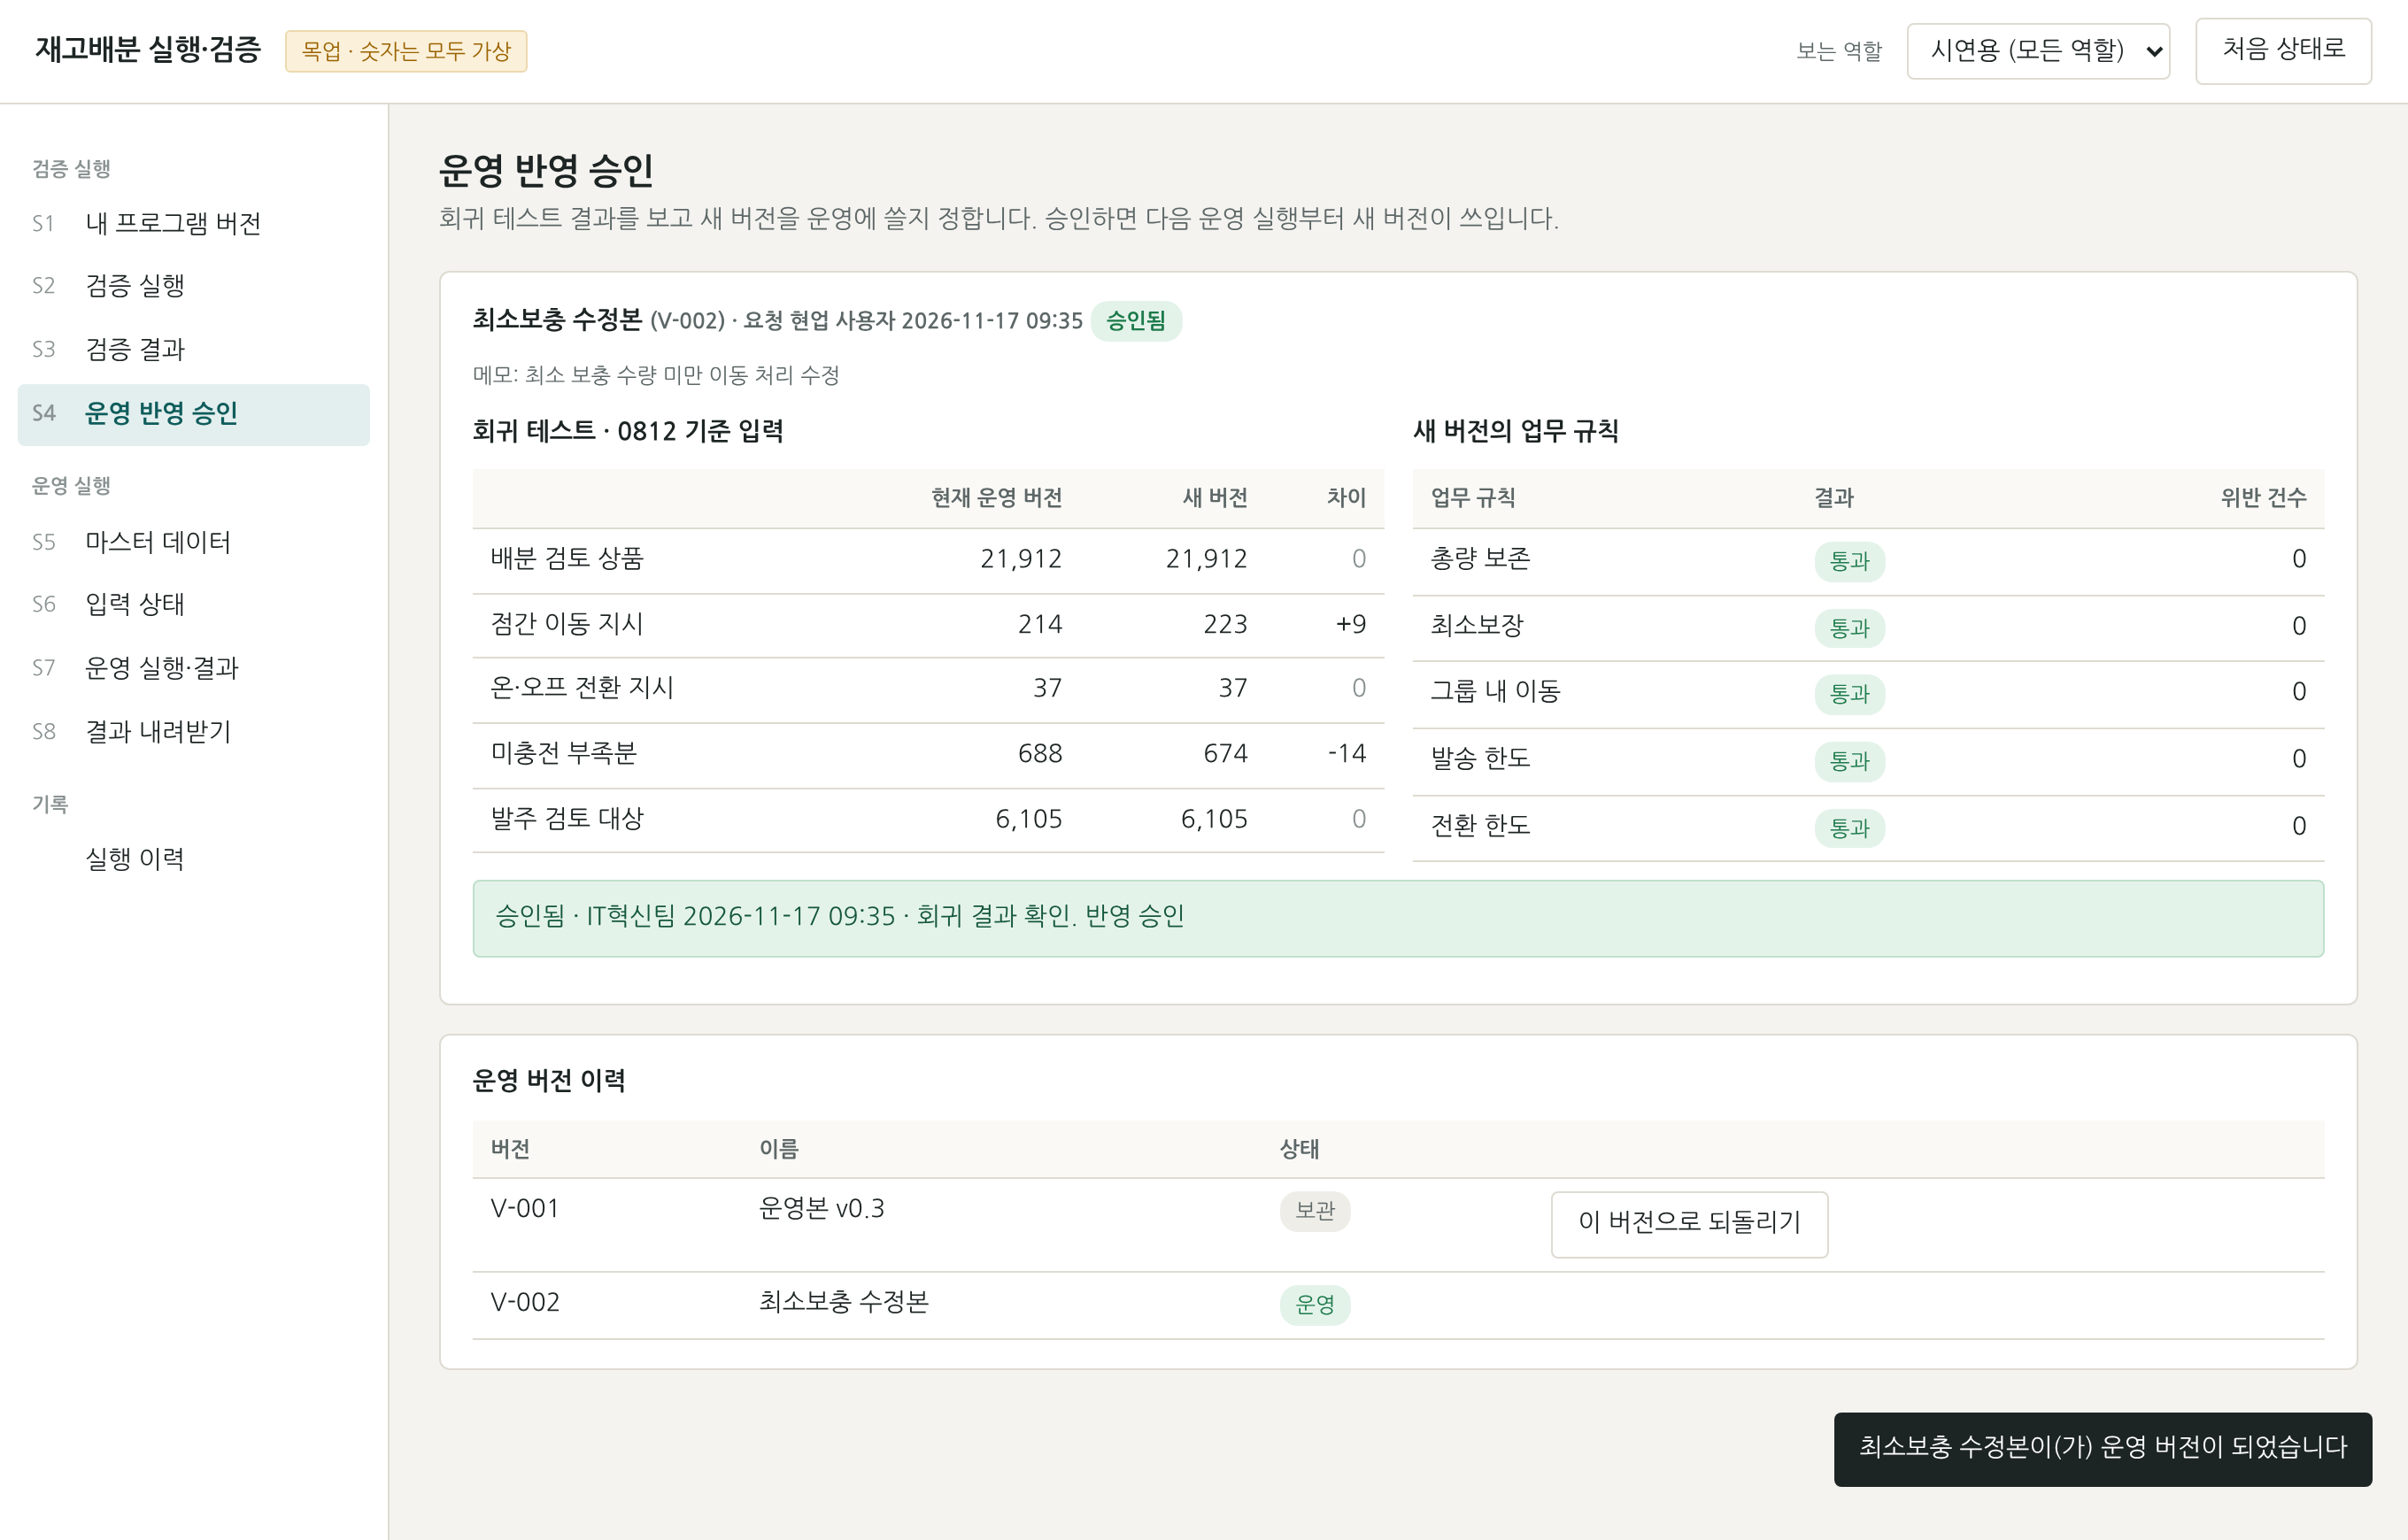 재고배분 실행·검증
목업 · 숫자는 모두 가상
보는 역할
시연용 (모든 역할)
처음 상태로
검증 실행
S1 내 프로그램 버전
S2 검증 실행
S3 검증 결과
S4 운영 반영 승인
운영 실행
S5 마스터 데이터
S6 입력 상태
S7 운영 실행·결과
S8 결과 내려받기
기록
실행 이력
운영 반영 승인
회귀 테스트 결과를 보고 새 버전을 운영에 쓸지 정합니다. 승인하면 다음 운영 실행부터 새 버전이 쓰입니다.
최소보충 수정본 (V-002) · 요청 현업 사용자 2026-11-17 09:35 승인됨
메모: 최소 보충 수량 미만 이동 처리 수정
회귀 테스트 · 0812 기준 입력
현재 운영 버전 새 버전 차이
배분 검토 상품 21,912 21,912 0
점간 이동 지시 214 223 +9
온·오프 전환 지시 37 37 0
미충전 부족분 688 674 -14
발주 검토 대상 6,105 6,105 0
새 버전의 업무 규칙
업무 규칙 결과 위반 건수
총량 보존 통과 0
최소보장 통과 0
그룹 내 이동 통과 0
발송 한도 통과 0
전환 한도 통과 0
승인됨 · IT혁신팀 2026-11-17 09:35 · 회귀 결과 확인. 반영 승인
운영 버전 이력
버전 이름 상태
V-001 운영본 v0.3 보관 이 버전으로 되돌리기
V-002 최소보충 수정본 운영
최소보충 수정본이(가) 운영 버전이 되었습니다